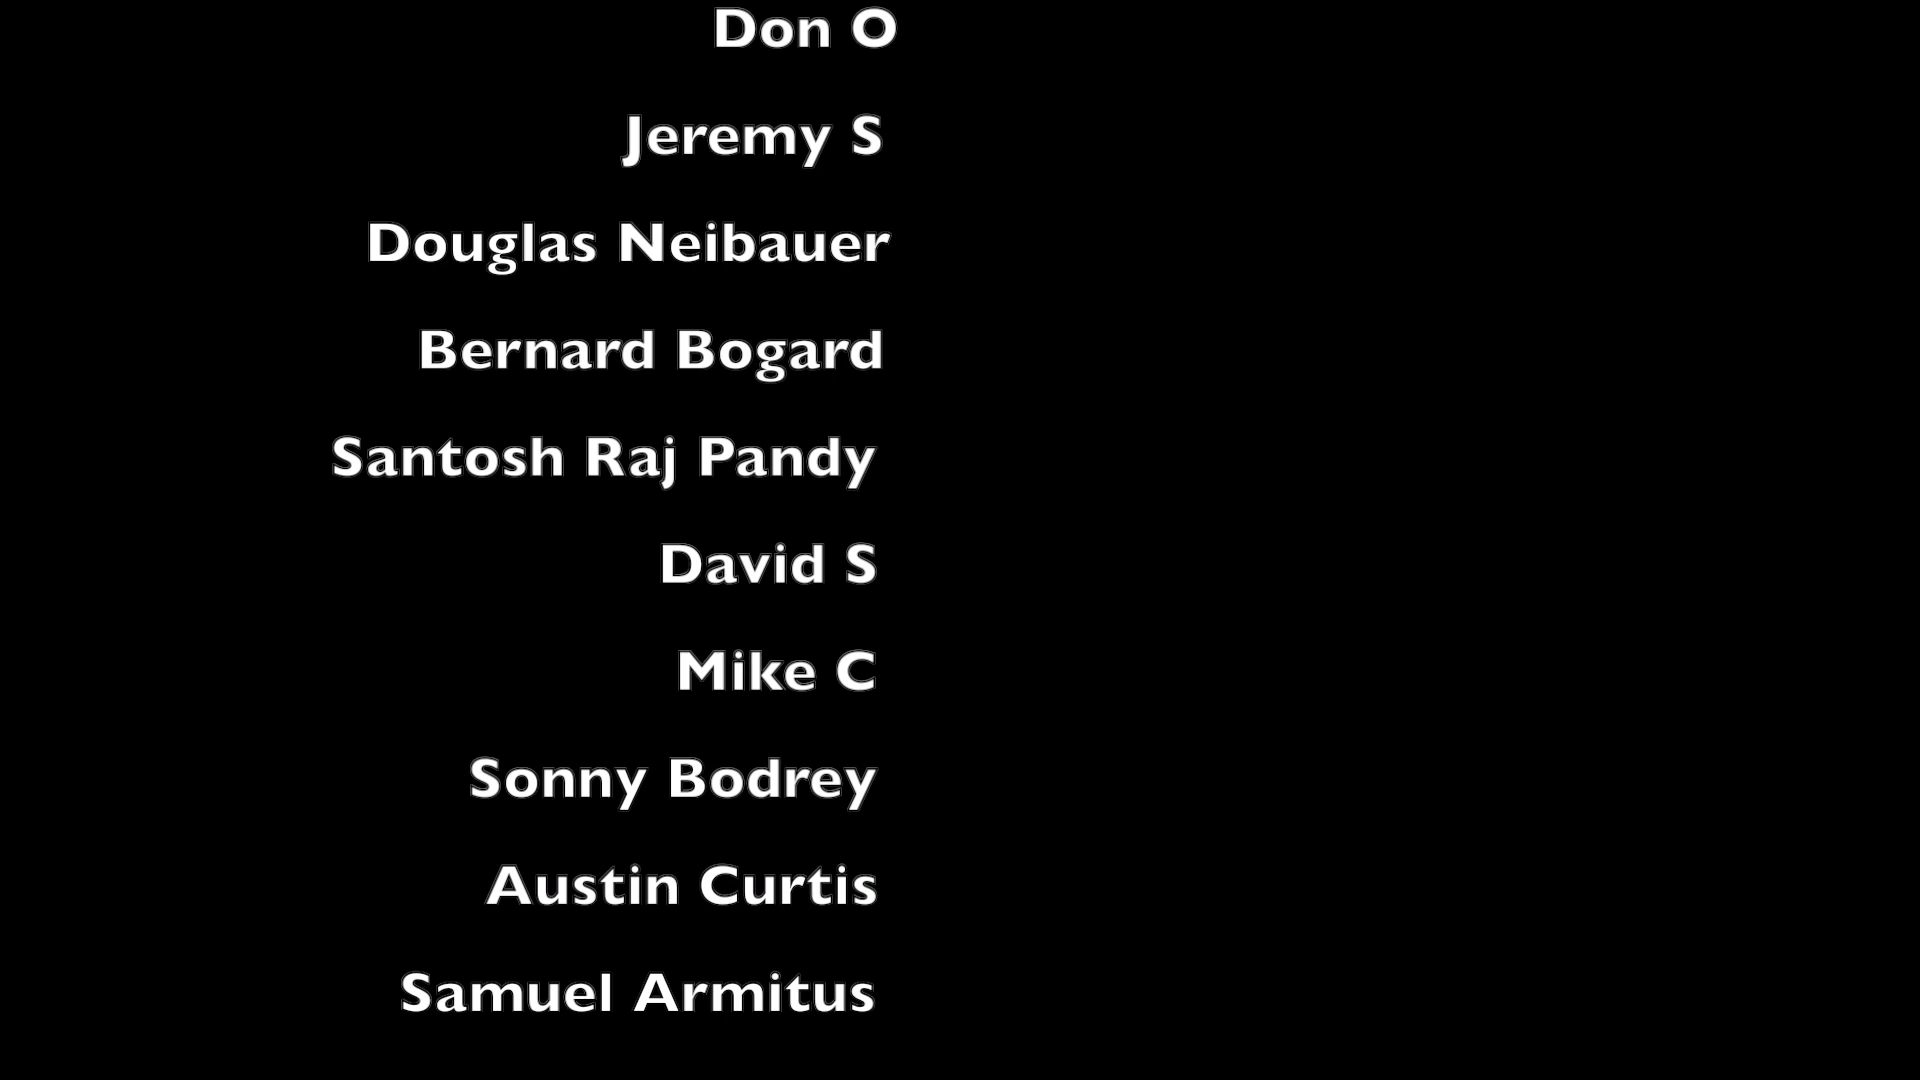 Don O
Jeremy S
Douglas Neibauer
Bernard Bogard
Santosh Raj Pandy
David S
Mike C
Sonny Bodrey
Austin Curtis
Samuel Armitus